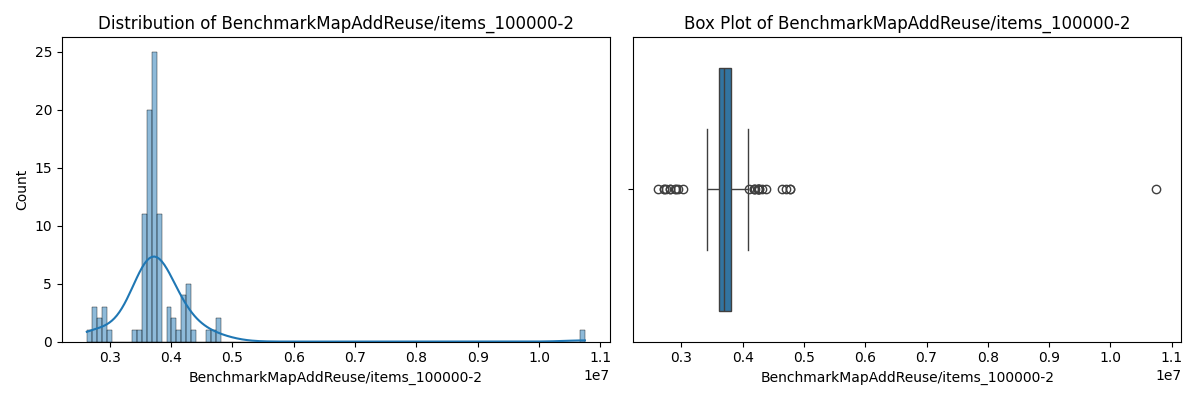 Distribution of BenchmarkMapAddReuse/items_100000-2
Count
25
20
15
10
5
0
0.3 0.4 0.5 0.6 0.7 0.8 0.9 1.0 1.1
1e7
BenchmarkMapAddReuse/items_100000-2
Box Plot of BenchmarkMapAddReuse/items_100000-2
0.3 0.4 0.5 0.6 0.7 0.8 0.9 1.0 1.1
1e7
BenchmarkMapAddReuse/items_100000-2